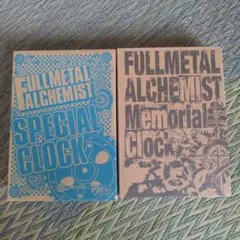 FULLMETAL
ALCHEMIST
SPECIAL
CLOCK
FULLMETAL
ALCHEMIST
Memorial
Clock